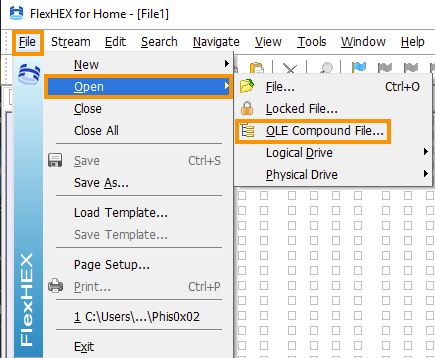 FlexHEX for Home - [File1]
File Stream Edit Search Navigate View Tools Window Help
New
Open
Close
Close All
Save Ctrl+S
Save As...
Load Template...
Save Template...
Page Setup...
Print... Ctrl+P
1 C:\Users\...\Phis0x02
Exit
File... Ctrl+O
Locked File...
OLE Compound File...
Logical Drive
Physical Drive
FlexHEX